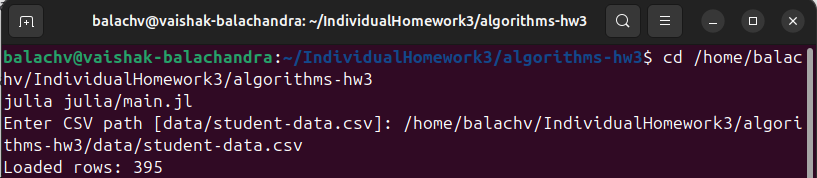 balachv@vaishak-balachandra: ~/IndividualHomework3/algorithms-hw3
balachv@vaishak-balachandra:~/IndividualHomework3/algorithms-hw3$ cd /home/balac
hv/IndividualHomework3/algorithms-hw3
julia julia/main.jl
Enter CSV path [data/student-data.csv]: /home/balachv/IndividualHomework3/algori
thms-hw3/data/student-data.csv
Loaded rows: 395